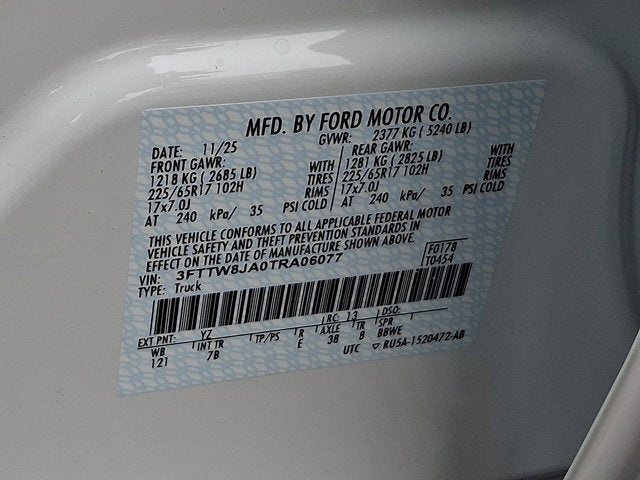 MFD. BY FORD MOTOR CO.
DATE: 11/25 GVWR: 2377 KG ( 5240 LB)
FRONT GAWR: REAR GAWR:
1218 KG ( 2685 LB) WITH 1281 KG ( 2825 LB) WITH
225/65R17 102H TIRES 225/65R17 102H TIRES
17x7.0J RIMS 17x7.0J RIMS
AT 240 kPa/ 35 PSI COLD AT 240 kPa/ 35 PSI COLD
THIS VEHICLE CONFORMS TO ALL APPLICABLE FEDERAL MOTOR
VEHICLE SAFETY AND THEFT PREVENTION STANDARDS IN
EFFECT ON THE DATE OF MANUFACTURE SHOWN ABOVE.
VIN: 3FTTW8JA0TRA06077 F0178
TYPE: Truck T0454
EXT PNT: YZ RC: 13 DSO:
WB INT TR TP/PS R AXLE TR SPR
121 7B E 3B 8 BBWE
UTC ▽ RU5A-1520472-AB